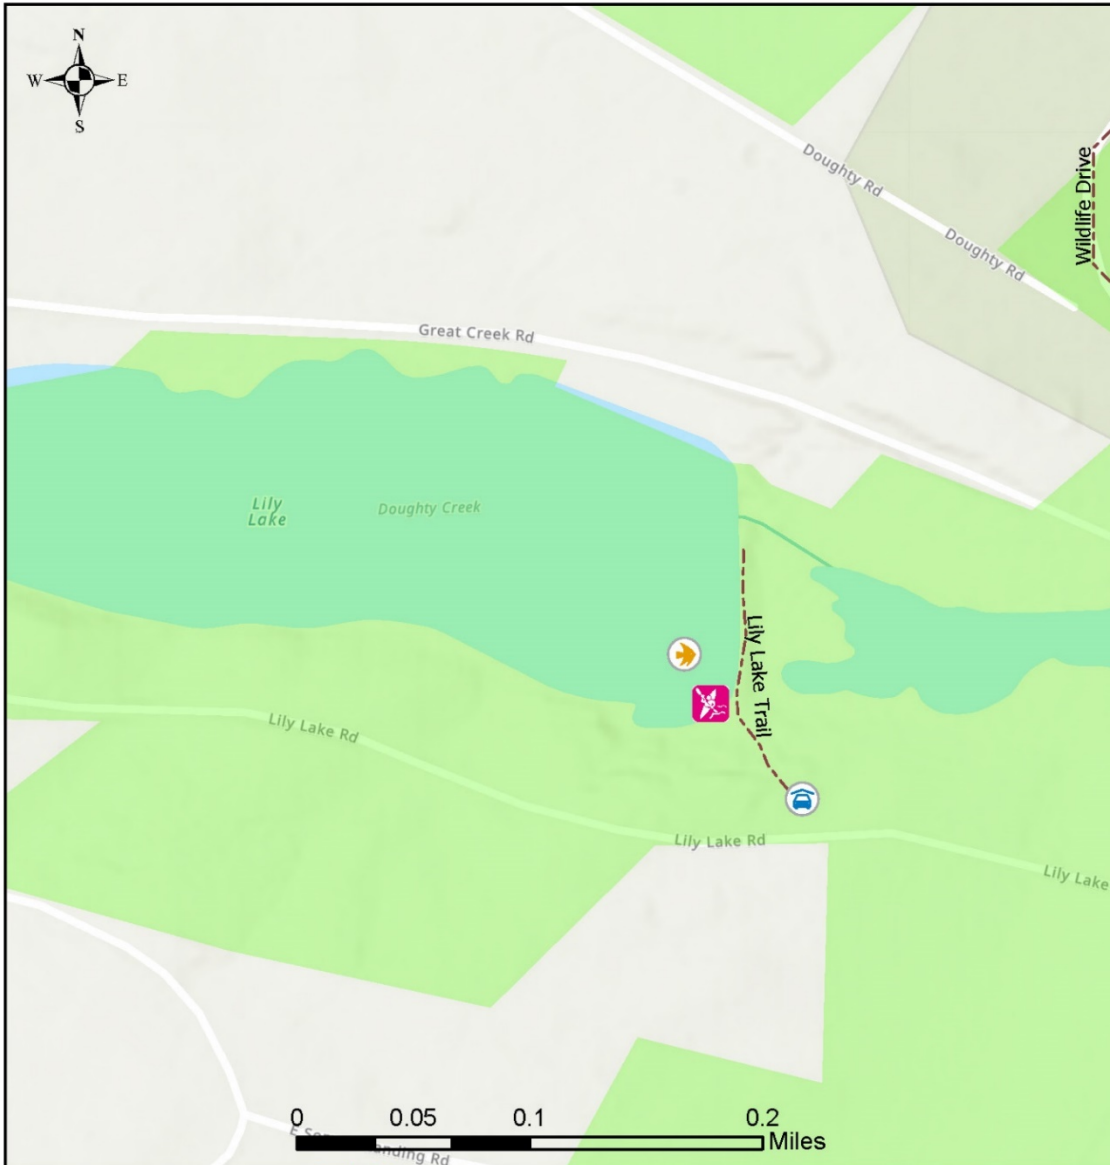 N
W E
S
Doughty Rd
Wildlife Drive
Doughty Rd
Great Creek Rd
Lily
Lake
Doughty Creek
Lily Lake Trail
Lily Lake Rd
Lily Lake Rd
Lily Lake
0 0.05 0.1 0.2
Miles
E Rd